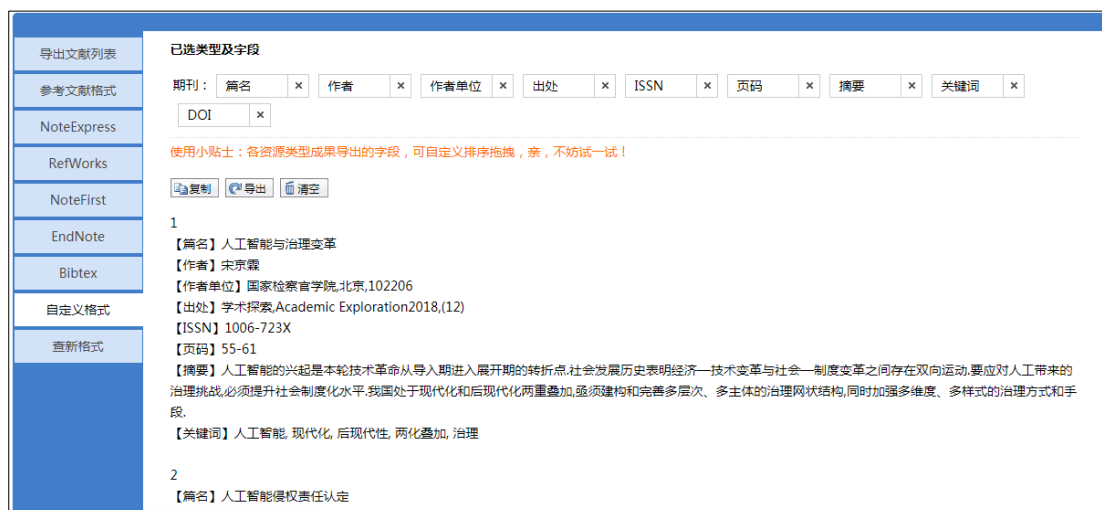 导出文献列表
参考文献格式
NoteExpress
RefWorks
NoteFirst
EndNote
Bibtex
自定义格式
查新格式
已选类型及字段
期刊： 篇名 × 作者 × 作者单位 × 出处 × ISSN × 页码 × 摘要 × 关键词 ×
DOI ×
使用小贴士：各资源类型成果导出的字段，可自定义排序拖拽，亲，不妨试一试！
复制 导出 清空
1
【篇名】人工智能与治理变革
【作者】宋京霖
【作者单位】国家检察官学院,北京,102206
【出处】学术探索,Academic Exploration2018,(12)
【ISSN】1006-723X
【页码】55-61
【摘要】人工智能的兴起是本轮技术革命从导入期进入展开期的转折点.社会发展历史表明经济—技术变革与社会—制度变革之间存在双向运动.要应对人工带来的
治理挑战,必须提升社会制度化水平.我国处于现代化和后现代化两重叠加,亟须建构和完善多层次、多主体的治理网状结构,同时加强多维度、多样式的治理方式和手
段.
【关键词】人工智能, 现代化, 后现代性, 两化叠加, 治理
2
【篇名】人工智能侵权责任认定